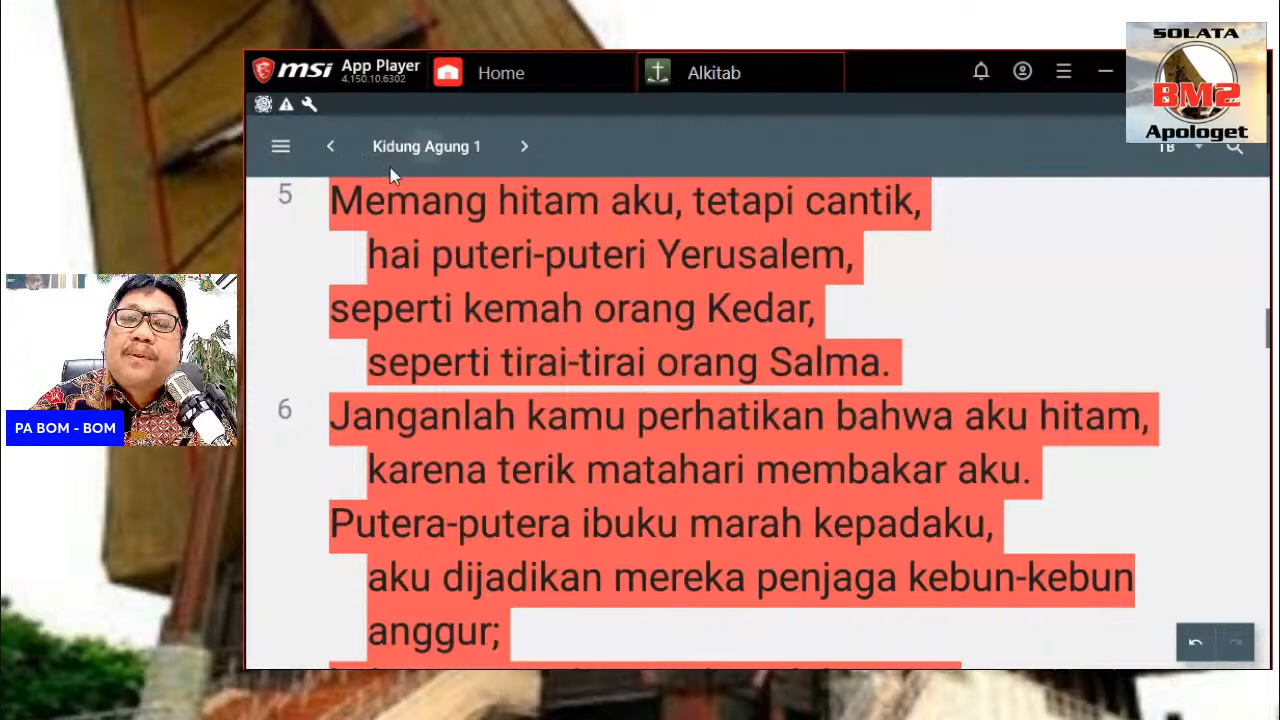 SOLATA
BM2
Apologet
msi App Player
4.150.10.6302
Home
Alkitab
Kidung Agung 1
TB
5 Memang hitam aku, tetapi cantik,
hai puteri-puteri Yerusalem,
seperti kemah orang Kedar,
seperti tirai-tirai orang Salma.
6 Janganlah kamu perhatikan bahwa aku hitam,
karena terik matahari membakar aku.
Putera-putera ibuku marah kepadaku,
aku dijadikan mereka penjaga kebun-kebun
anggur;
PA BOM - BOM